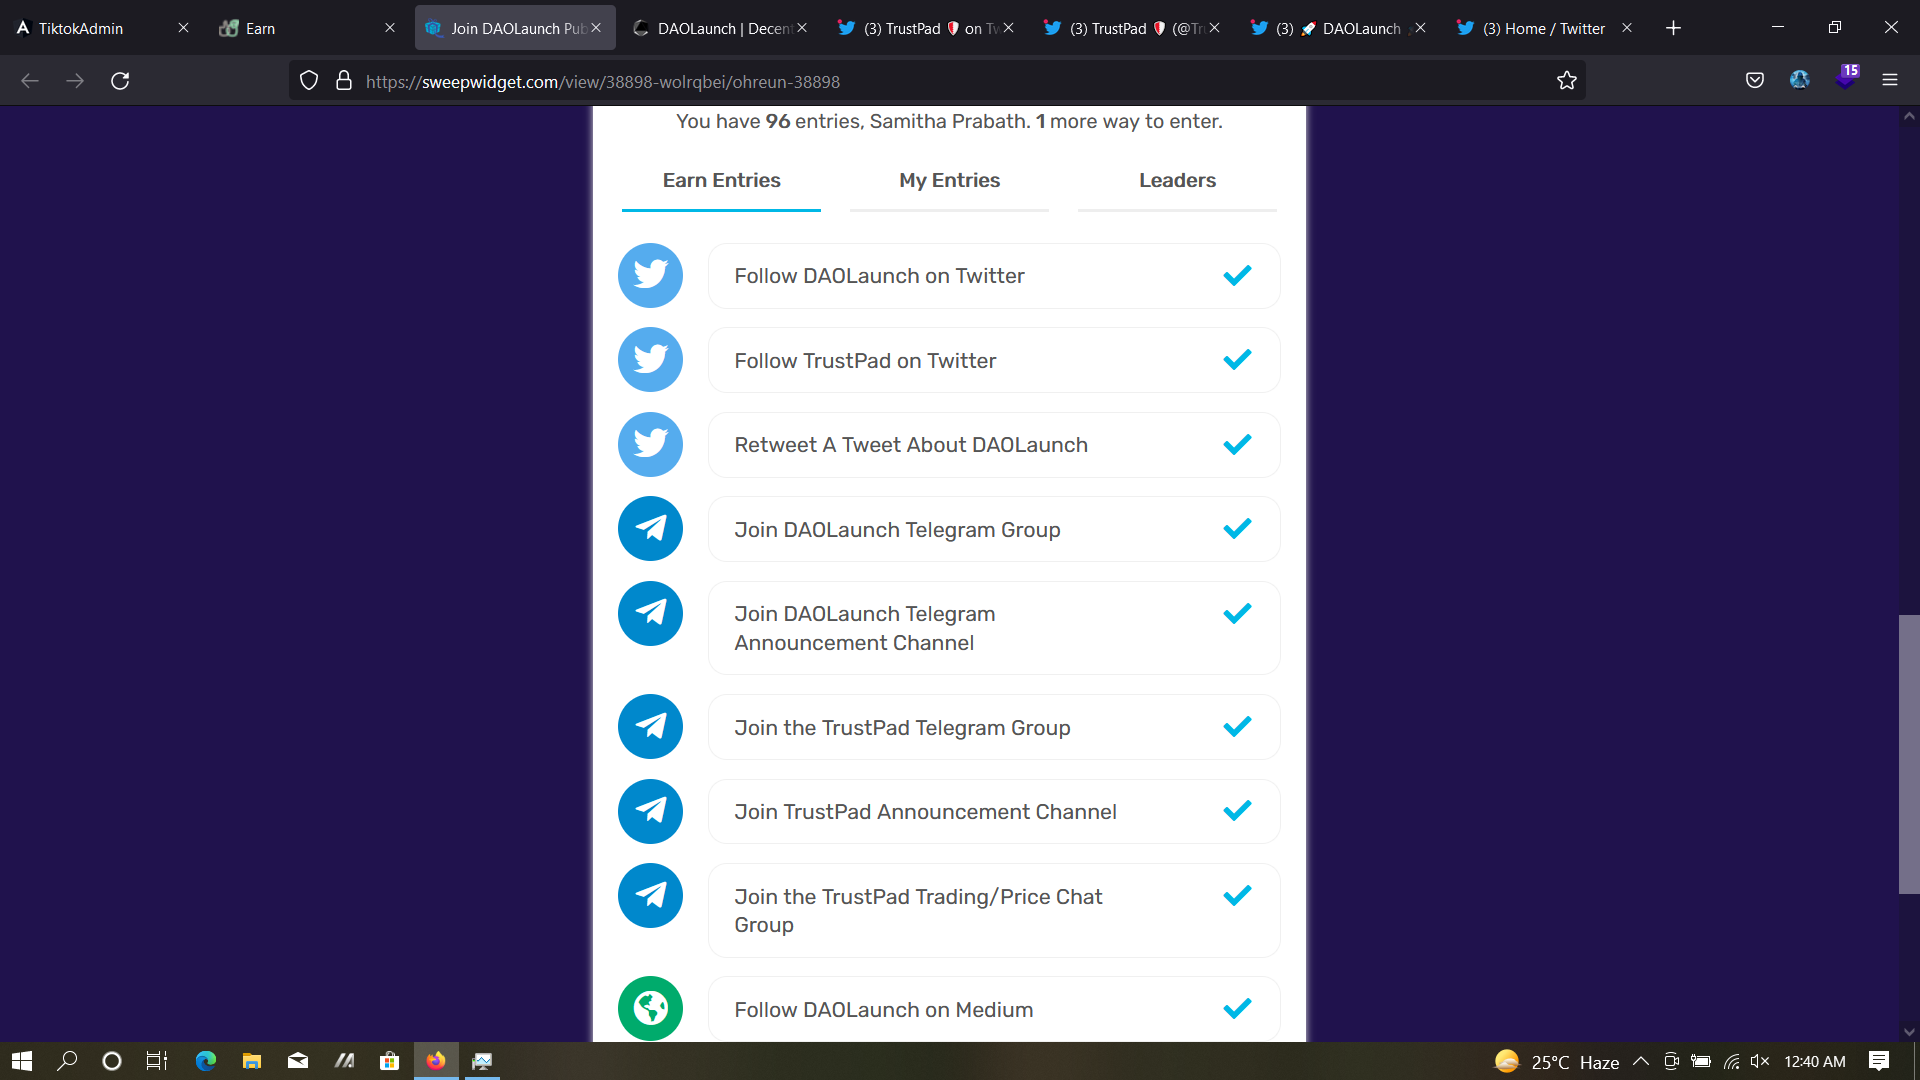 TiktokAdmin
Earn
Join DAOLaunch Pub
DAOLaunch | Decent
(3) TrustPad on Tw
(3) TrustPad (@Tr
(3) DAOLaunch
(3) Home / Twitter
https://sweepwidget.com/view/38898-wolrqbei/ohreun-38898
15
You have 96 entries, Samitha Prabath. 1 more way to enter.
Earn Entries
My Entries
Leaders
Follow DAOLaunch on Twitter
Follow TrustPad on Twitter
Retweet A Tweet About DAOLaunch
Join DAOLaunch Telegram Group
Join DAOLaunch Telegram
Announcement Channel
Join the TrustPad Telegram Group
Join TrustPad Announcement Channel
Join the TrustPad Trading/Price Chat
Group
Follow DAOLaunch on Medium
25°C Haze
12:40 AM